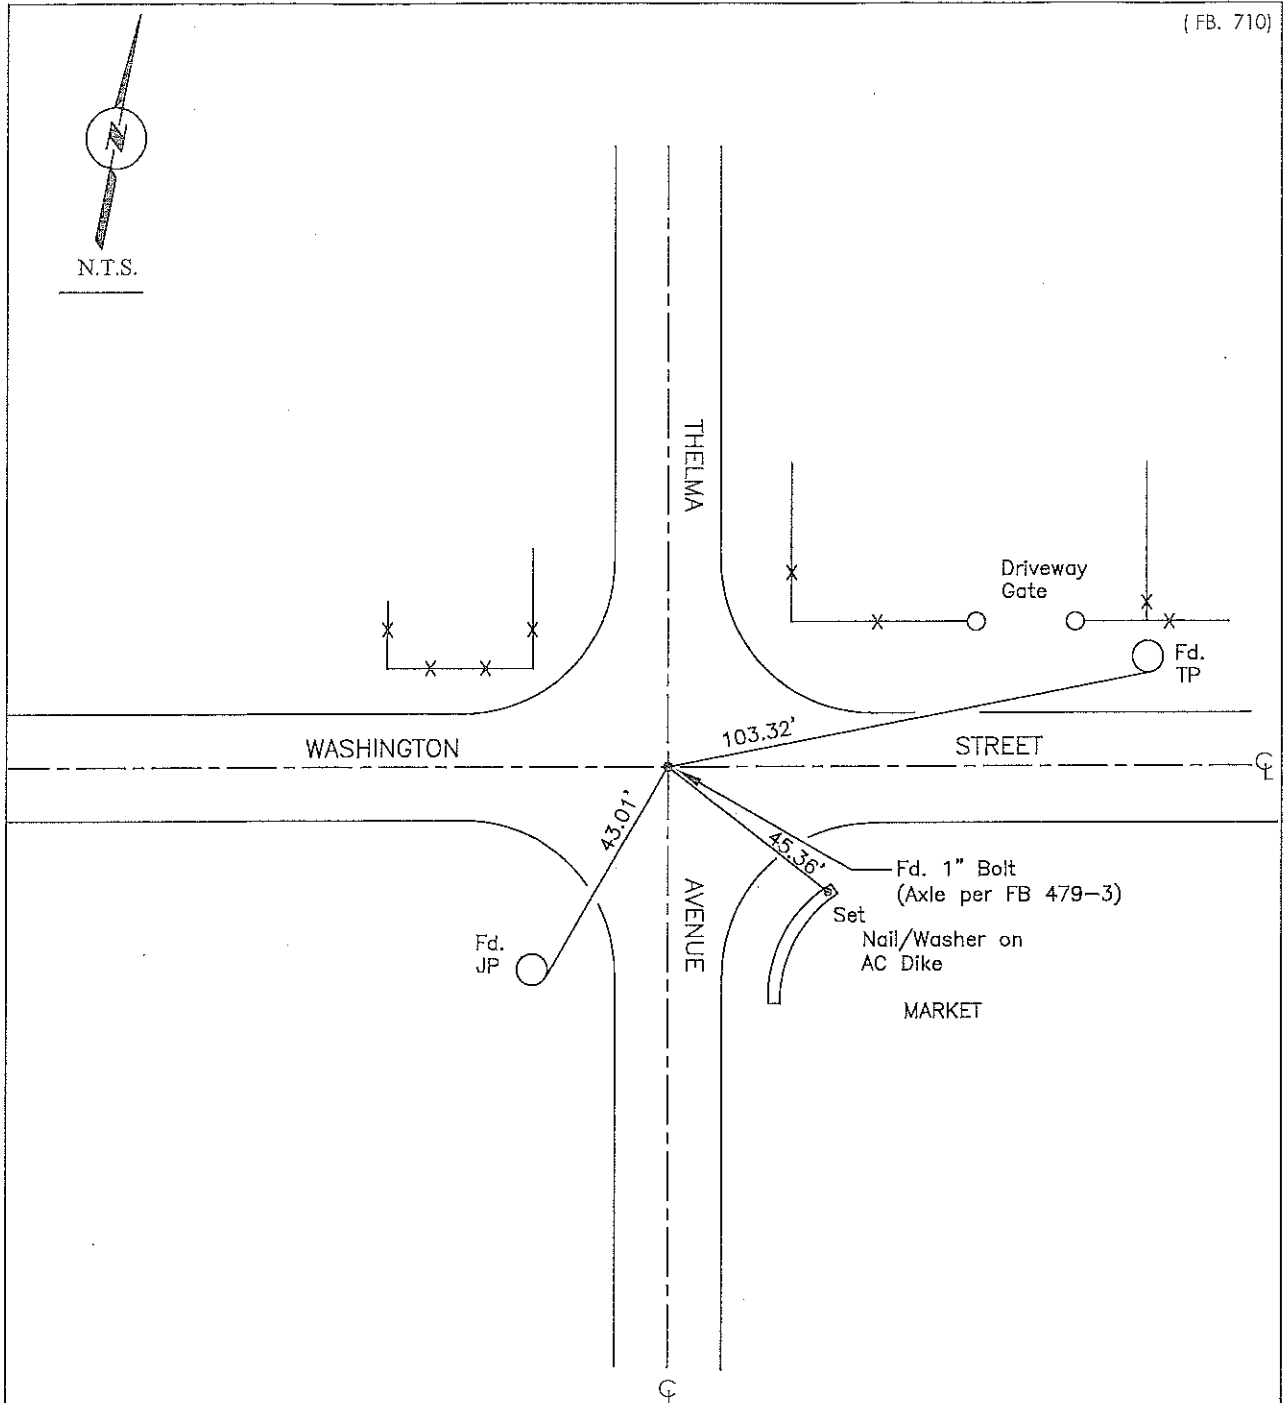 ( FB. 710)
N
N.T.S.
THELMA
Driveway
Gate
Fd.
TP
103.32'
WASHINGTON
STREET
℄
43.01'
45.36'
Fd. 1" Bolt
(Axle per FB 479-3)
AVENUE
Set
Nail/Washer on
AC Dike
Fd.
JP
MARKET
℄